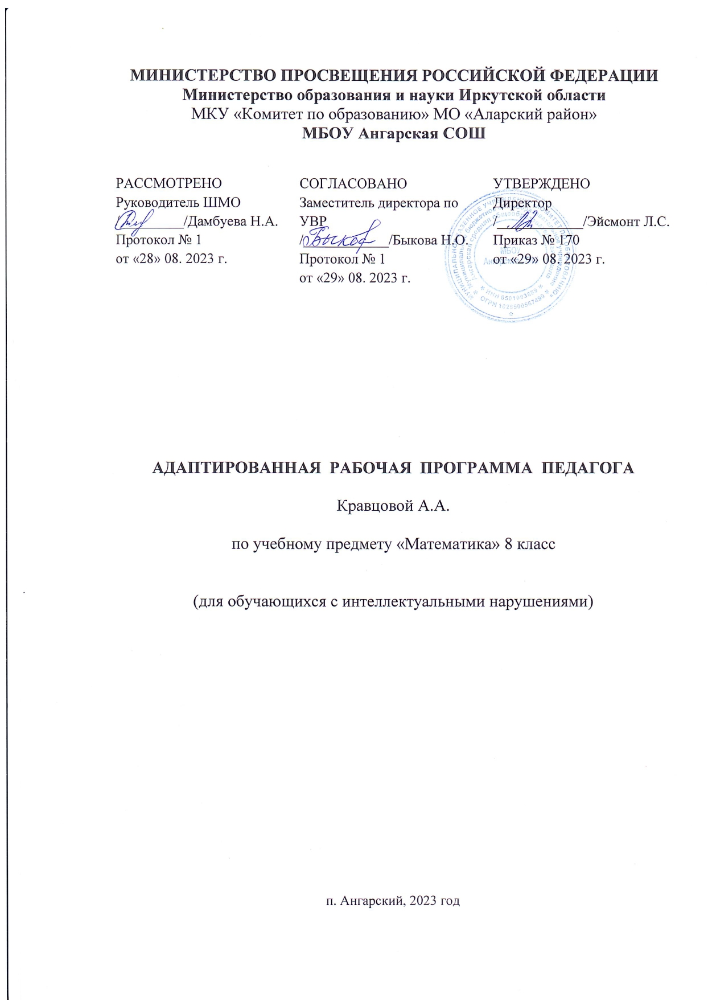 МИНИСТЕРСТВО ПРОСВЕЩЕНИЯ РОССИЙСКОЙ ФЕДЕРАЦИИ
Министерство образования и науки Иркутской области
МКУ «Комитет по образованию» МО «Аларский район»
МБОУ Ангарская СОШ
РАССМОТРЕНО
Руководитель ШМО
/__________/Дамбуева Н.А.
Протокол № 1
от «28» 08. 2023 г.
СОГЛАСОВАНО
Заместитель директора по
УВР
/Быков____________/Быкова Н.О.
Протокол № 1
от «29» 08. 2023 г.
УТВЕРЖДЕНО
Директор
/____________/Эйсмонт Л.С.
Приказ № 170
от «29» 08. 2023 г.
МБОУ
АДАПТИРОВАННАЯ РАБОЧАЯ ПРОГРАММА ПЕДАГОГА
Кравцовой А.А.
по учебному предмету «Математика» 8 класс
(для обучающихся с интеллектуальными нарушениями)
п. Ангарский, 2023 год